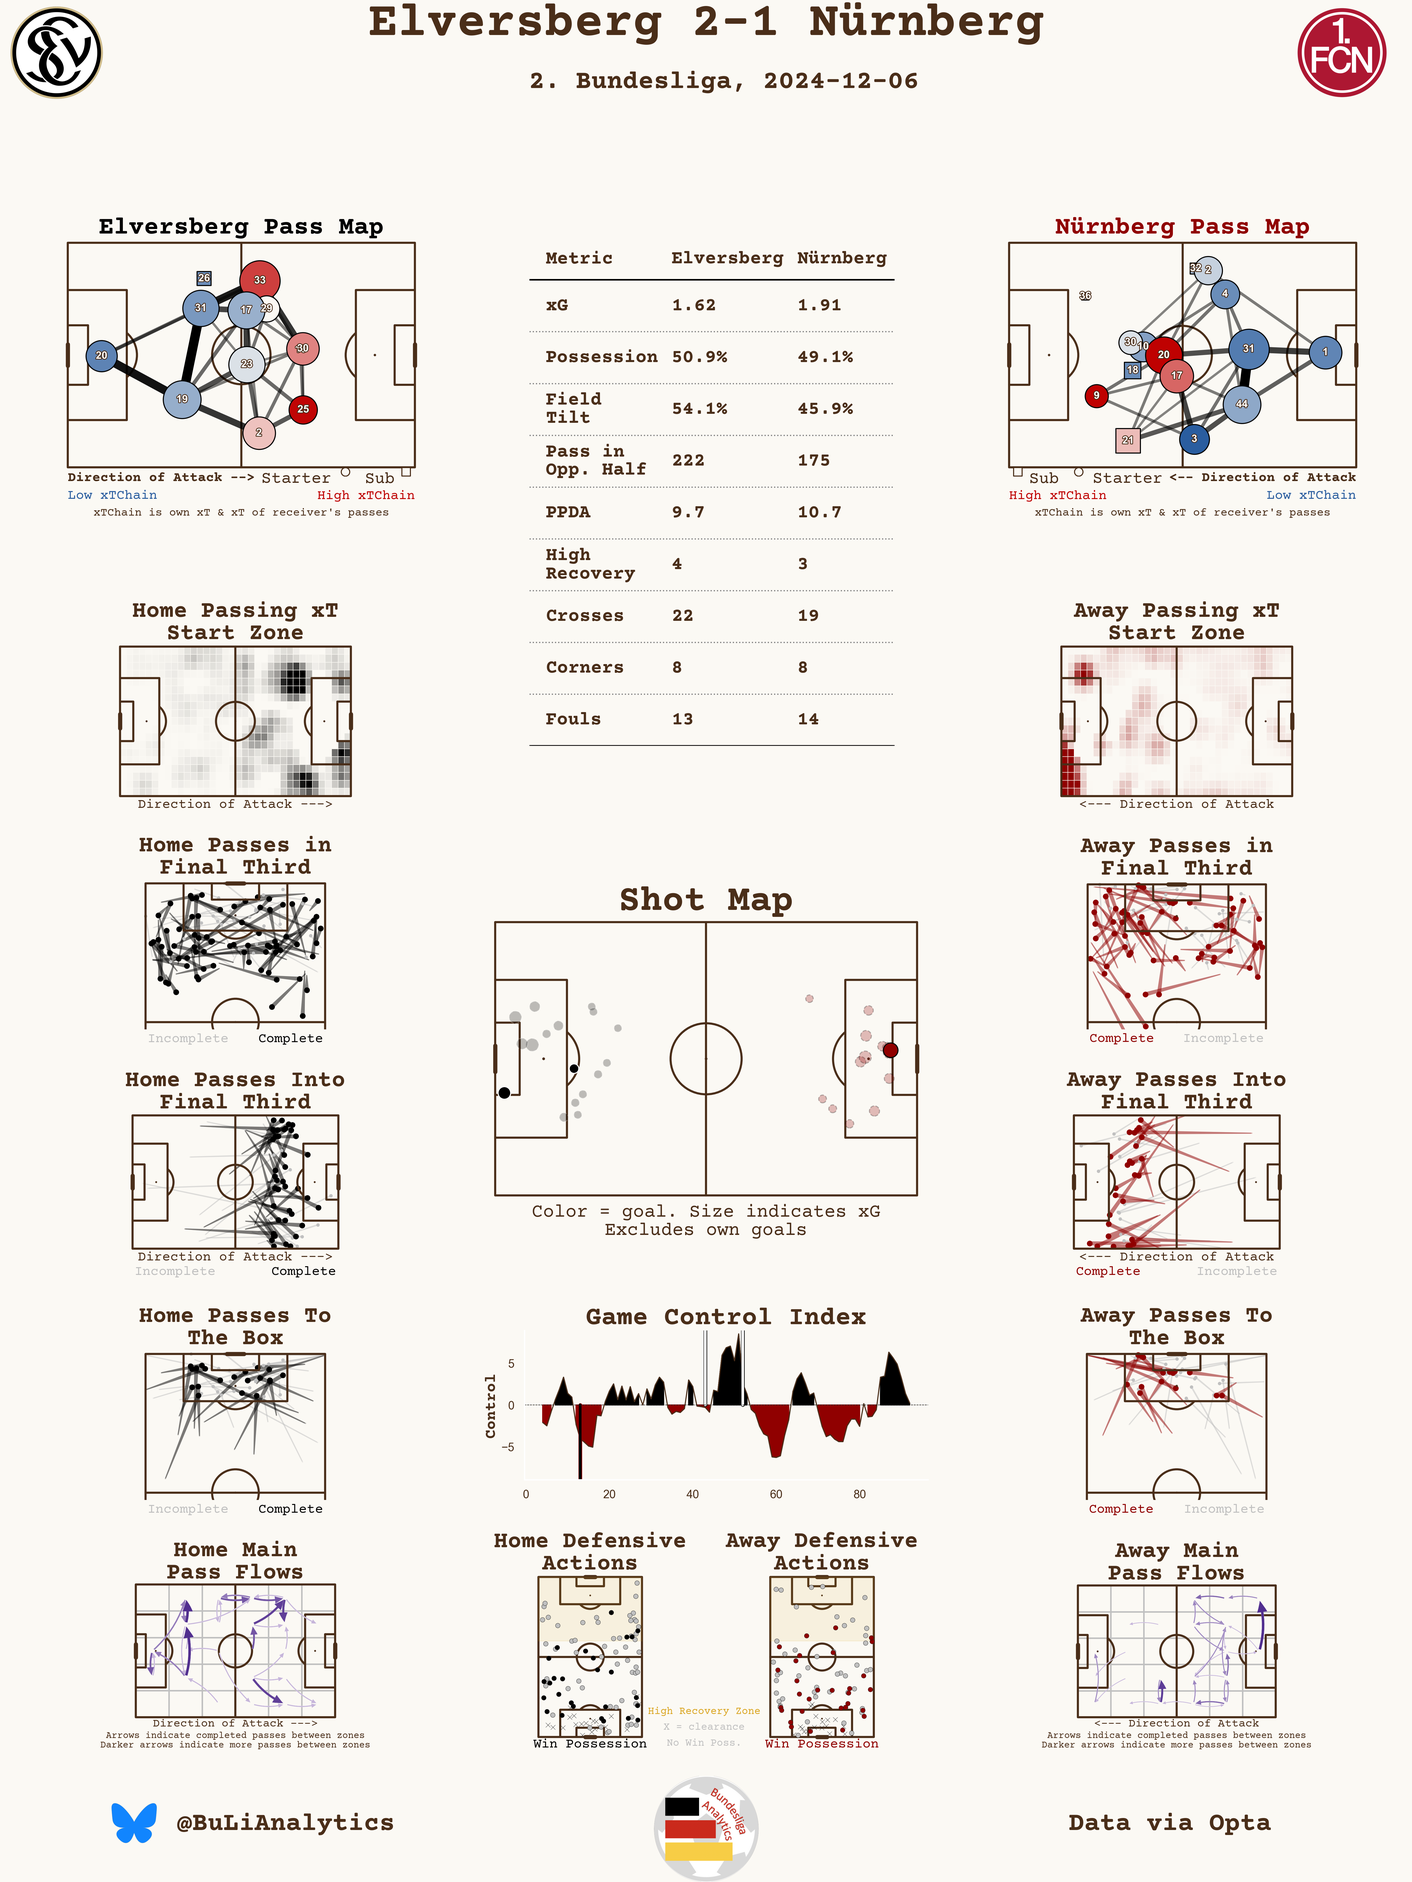 Elversberg 2-1 Nürnberg
2. Bundesliga, 2024-12-06
1.
FCN
Elversberg Pass Map
26
33
31
17
29
20
30
23
19
25
2
Direction of Attack --> Starter Sub
Low xTChain High xTChain
xTChain is own xT & xT of receiver's passes
Metric Elversberg Nürnberg
xG 1.62 1.91
Possession 50.9% 49.1%
Field
Tilt 54.1% 45.9%
Pass in
Opp. Half 222 175
PPDA 9.7 10.7
High
Recovery 4 3
Crosses 22 19
Corners 8 8
Fouls 13 14
Nürnberg Pass Map
32
2
36
4
30
10
20
31
1
18
17
9
44
21
3
Sub Starter <-- Direction of Attack
High xTChain Low xTChain
xTChain is own xT & xT of receiver's passes
Home Passing xT
Start Zone
Direction of Attack --->
Away Passing xT
Start Zone
<--- Direction of Attack
Home Passes in
Final Third
Incomplete Complete
Away Passes in
Final Third
Complete Incomplete
Shot Map
Color = goal. Size indicates xG
Excludes own goals
Home Passes Into
Final Third
Direction of Attack --->
Incomplete Complete
Away Passes Into
Final Third
<--- Direction of Attack
Complete Incomplete
Home Passes To
The Box
Incomplete Complete
Game Control Index
Control
5
0
−5
0 20 40 60 80
Away Passes To
The Box
Complete Incomplete
Home Main
Pass Flows
Direction of Attack --->
Arrows indicate completed passes between zones
Darker arrows indicate more passes between zones
Home Defensive
Actions
Win Possession
High Recovery Zone
X = clearance
No Win Poss.
Away Defensive
Actions
Win Possession
Away Main
Pass Flows
<--- Direction of Attack
Arrows indicate completed passes between zones
Darker arrows indicate more passes between zones
@BuLiAnalytics
Bundesliga
Analytics
Data via Opta